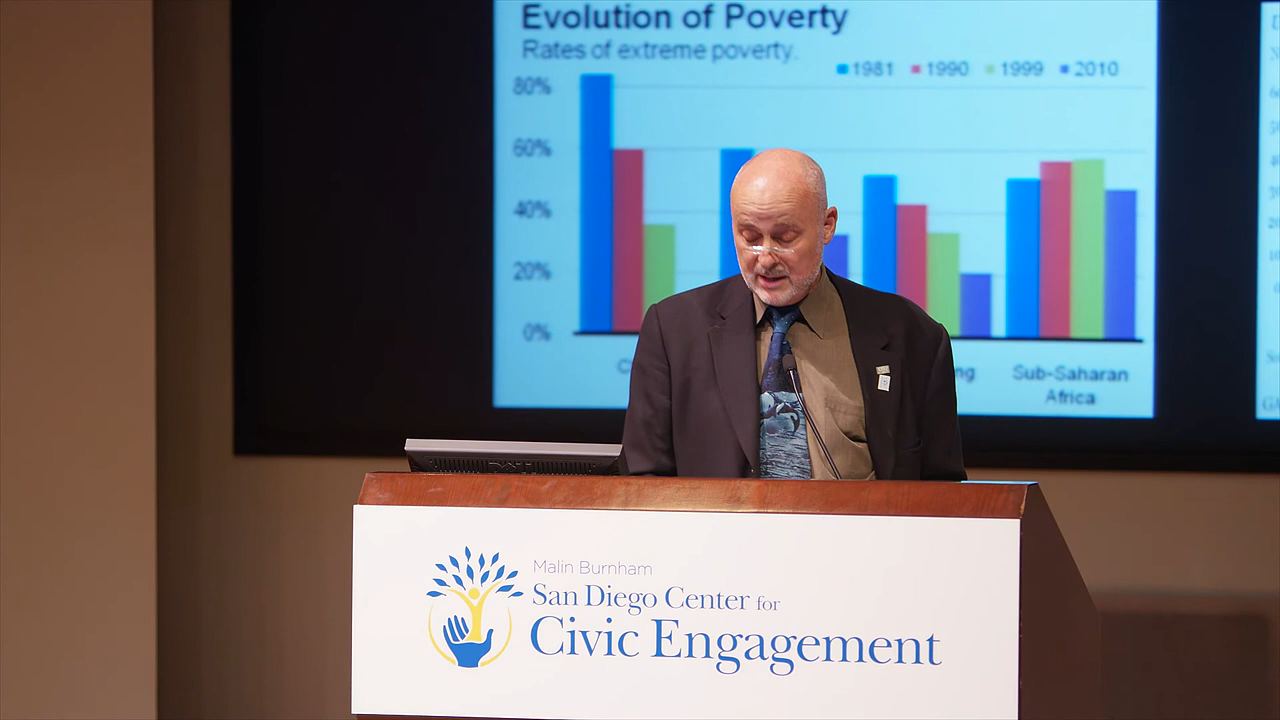 Evolution of Poverty
Rates of extreme poverty.
1981 1990 1999 2010
80%
60%
40%
20%
0%
Sub-Saharan
Africa
Malin Burnham
San Diego Center for
Civic Engagement